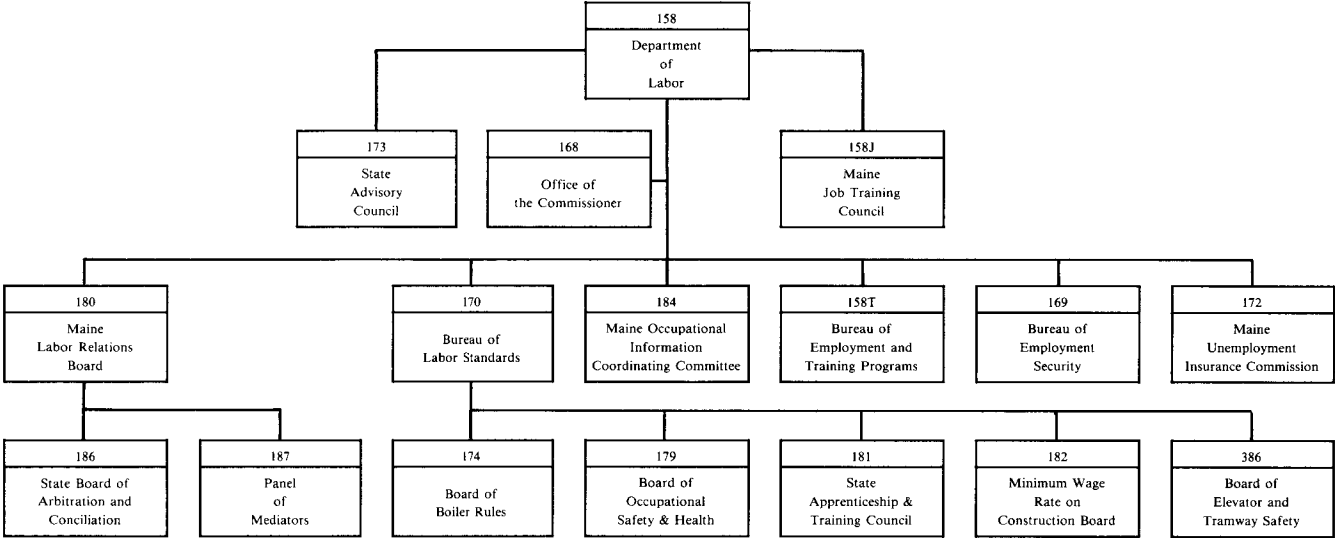 158
Department
of
Labor
173
State
Advisory
Council
168
Office of
the Commissioner
158J
Maine
Job Training
Council
180
Maine
Labor Relations
Board
170
Bureau of
Labor Standards
184
Maine Occupational
Information
Coordinating Committee
158T
Bureau of
Employment and
Training Programs
169
Bureau of
Employment
Security
172
Maine
Unemployment
Insurance Commission
186
State Board of
Arbitration and
Conciliation
187
Panel
of
Mediators
174
Board of
Boiler Rules
179
Board of
Occupational
Safety & Health
181
State
Apprenticeship &
Training Council
182
Minimum Wage
Rate on
Construction Board
386
Board of
Elevator and
Tramway Safety